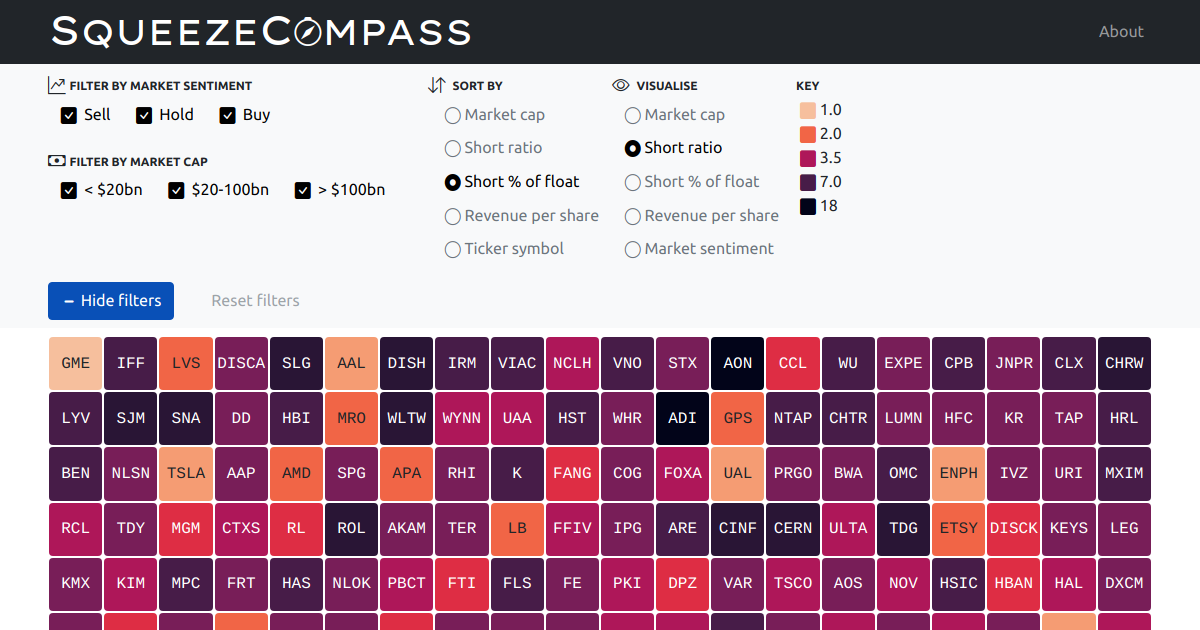 SQUEEZECOMPASS
About
FILTER BY MARKET SENTIMENT
Sell Hold Buy
FILTER BY MARKET CAP
< $20bn $20-100bn > $100bn
SORT BY
Market cap
Short ratio
Short % of float
Revenue per share
Ticker symbol
VISUALISE
Market cap
Short ratio
Short % of float
Revenue per share
Market sentiment
KEY
1.0
2.0
3.5
7.0
18
− Hide filters
Reset filters
GME IFF LVS DISCA SLG AAL DISH IRM VIAC NCLH VNO STX AON CCL WU EXPE CPB JNPR CLX CHRW
LYV SJM SNA DD HBI MRO WLTW WYNN UAA HST WHR ADI GPS NTAP CHTR LUMN HFC KR TAP HRL
BEN NLSN TSLA AAP AMD SPG APA RHI K FANG COG FOXA UAL PRGO BWA OMC ENPH IVZ URI MXIM
RCL TDY MGM CTXS RL ROL AKAM TER LB FFIV IPG ARE CINF CERN ULTA TDG ETSY DISCK KEYS LEG
KMX KIM MPC FRT HAS NLOK PBCT FTI FLS FE PKI DPZ VAR TSCO AOS NOV HSIC HBAN HAL DXCM